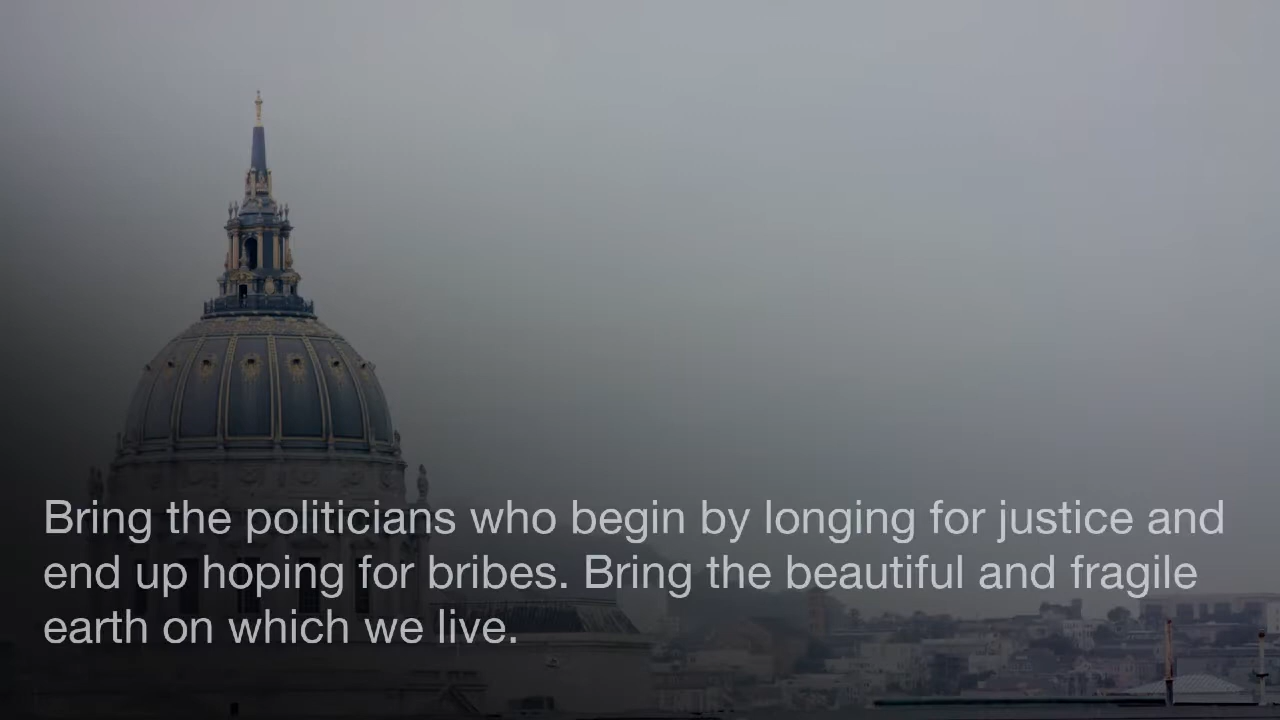 Bring the politicians who begin by longing for justice and
end up hoping for bribes. Bring the beautiful and fragile
earth on which we live.